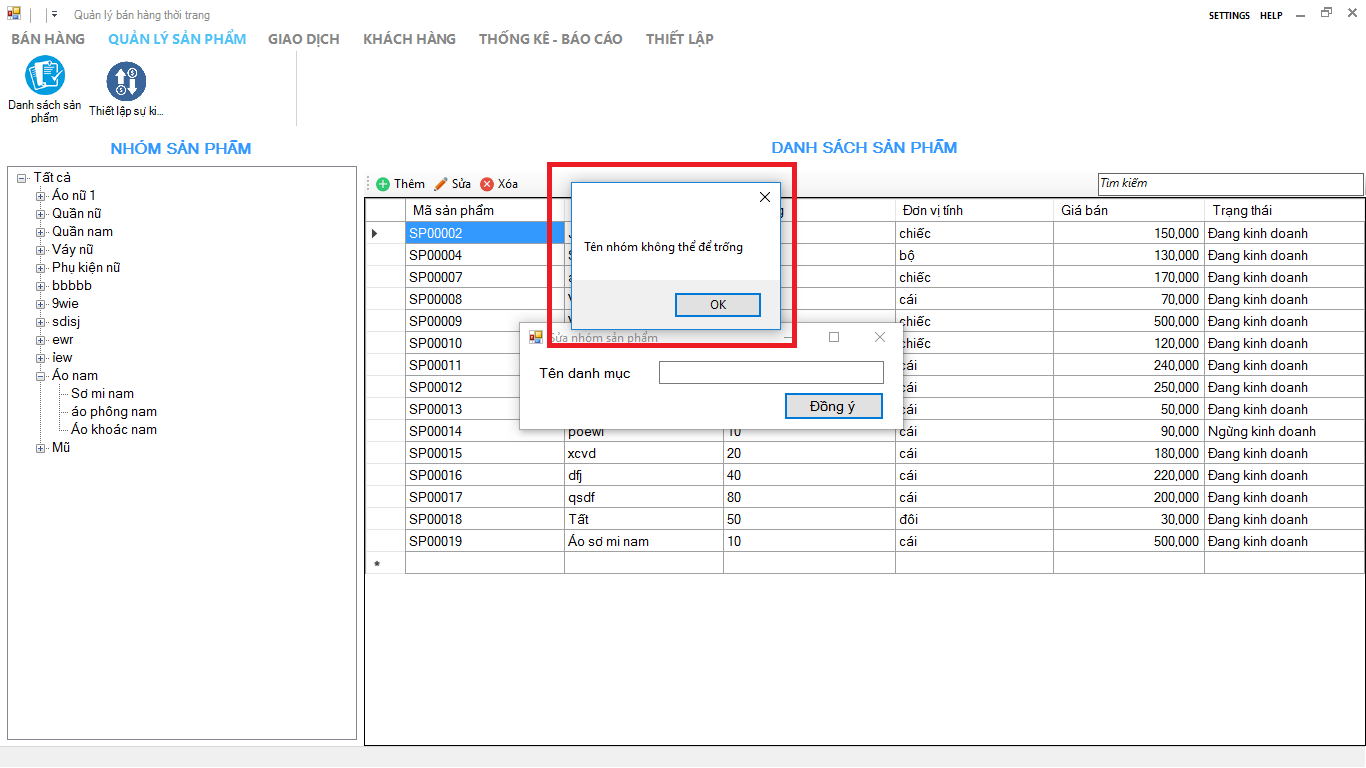 Quản lý bán hàng thời trang
SETTINGS HELP
BÁN HÀNG QUẢN LÝ SẢN PHẨM GIAO DỊCH KHÁCH HÀNG THỐNG KÊ - BÁO CÁO THIẾT LẬP
Danh sách sản phẩm
Thiết lập sự ki...
NHÓM SẢN PHẨM
Tất cả
Áo nữ 1
Quần nữ
Quần nam
Váy nữ
Phụ kiện nữ
bbbbb
9wie
sdisj
ewr
iew
Áo nam
Sơ mi nam
áo phông nam
Áo khoác nam
Mũ
DANH SÁCH SẢN PHẨM
Thêm Sửa Xóa
Tìm kiếm
Mã sản phẩm Đơn vị tính Giá bán Trạng thái
SP00002 chiếc 150,000 Đang kinh doanh
SP00004 bộ 130,000 Đang kinh doanh
SP00007 chiếc 170,000 Đang kinh doanh
SP00008 cái 70,000 Đang kinh doanh
SP00009 chiếc 500,000 Đang kinh doanh
SP00010 chiếc 120,000 Đang kinh doanh
SP00011 cái 240,000 Đang kinh doanh
SP00012 cái 250,000 Đang kinh doanh
SP00013 cái 50,000 Đang kinh doanh
SP00014 poewi 10 cái 90,000 Ngừng kinh doanh
SP00015 xcvd 20 cái 180,000 Đang kinh doanh
SP00016 dfj 40 cái 220,000 Đang kinh doanh
SP00017 qsdf 80 cái 200,000 Đang kinh doanh
SP00018 Tất 50 đôi 30,000 Đang kinh doanh
SP00019 Áo sơ mi nam 10 cái 500,000 Đang kinh doanh
Tên nhóm không thể để trống
OK
Sửa nhóm sản phẩm
Tên danh mục
Đồng ý